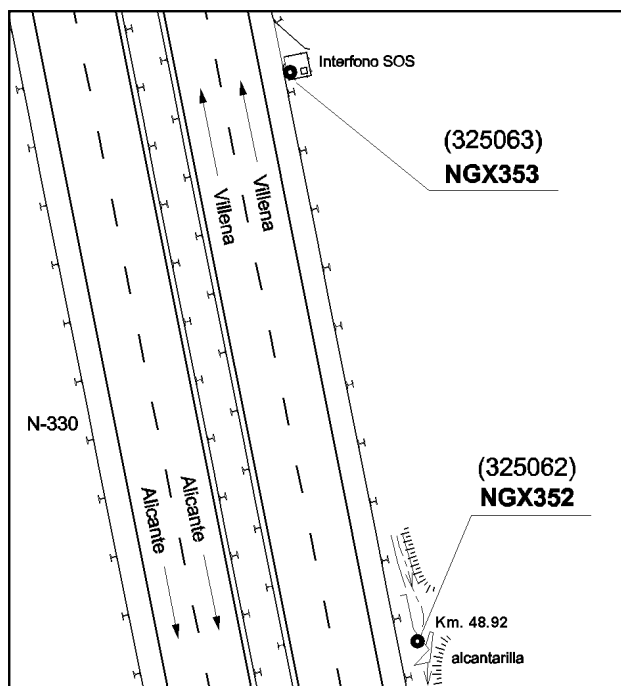 Interfono SOS
(325063)
NGX353
Villena
Villena
N-330
(325062)
NGX352
Alicante
Alicante
Km. 48.92
alcantarilla